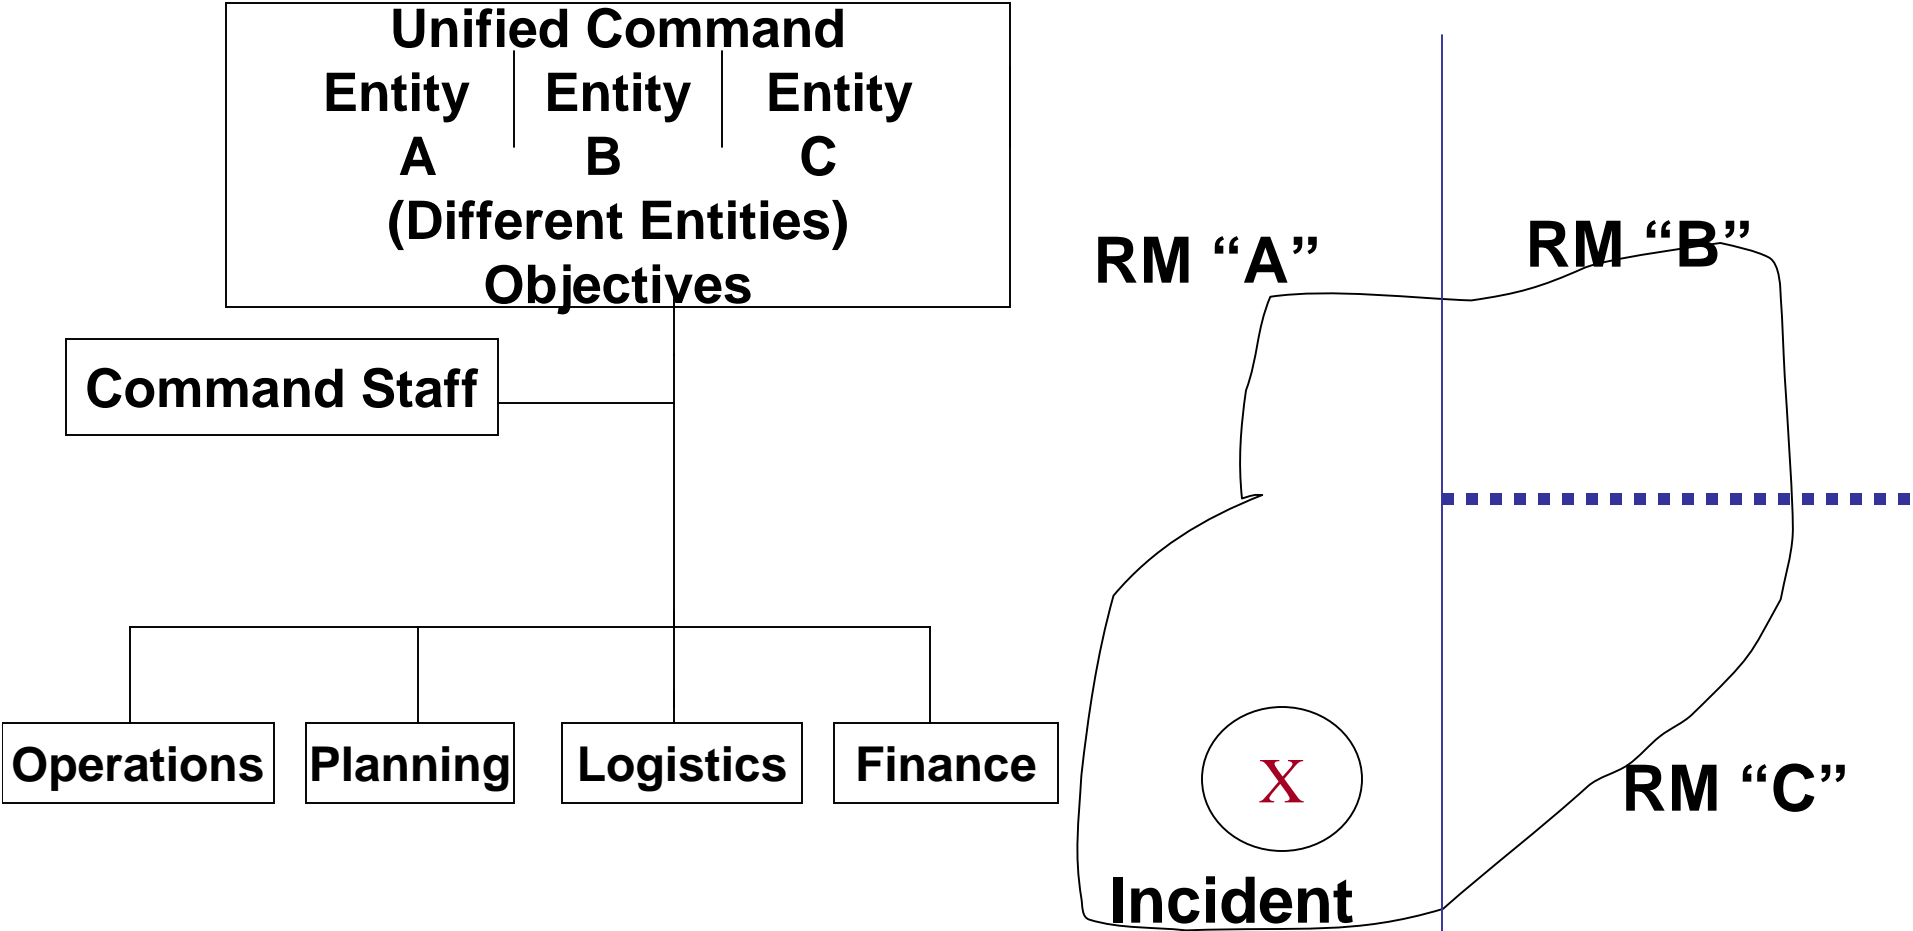 Unified Command
Entity Entity Entity
A B C
(Different Entities)
Objectives
Command Staff
Operations Planning Logistics Finance
RM “A”
RM “B”
RM “C”
X
Incident